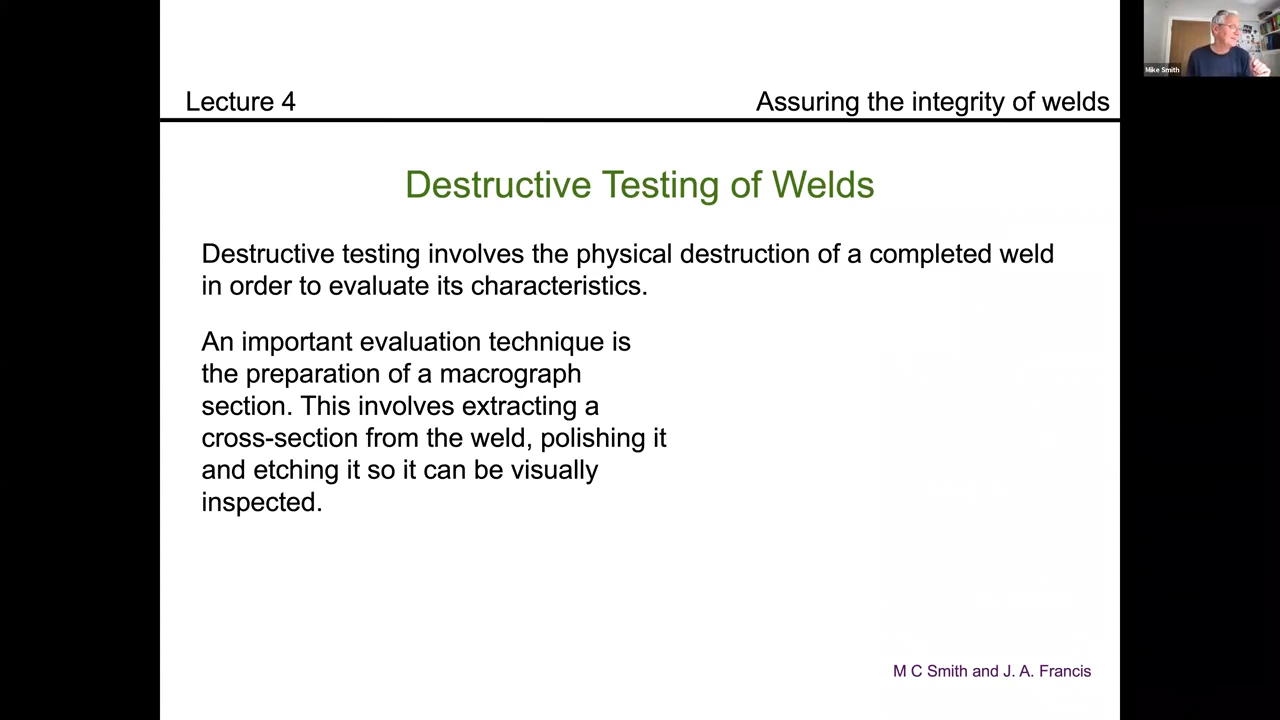 Mike Smith
Lecture 4
Assuring the integrity of welds
Destructive Testing of Welds
Destructive testing involves the physical destruction of a completed weld
in order to evaluate its characteristics.
An important evaluation technique is
the preparation of a macrograph
section. This involves extracting a
cross-section from the weld, polishing it
and etching it so it can be visually
inspected.
M C Smith and J. A. Francis